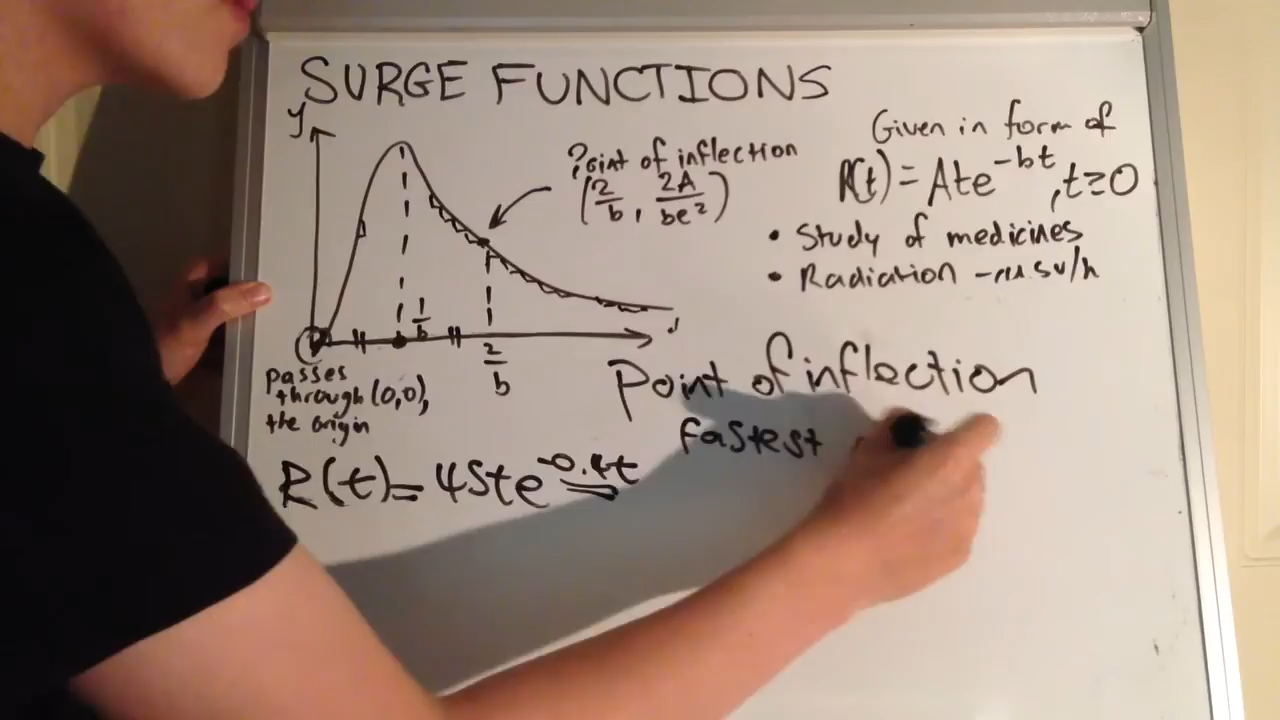 SURGE FUNCTIONS
y
Point of inflection
(2/b, 2A/be²)
Given in form of
R(t) = Ate^-bt, t≥0
• Study of medicines
• Radiation
1/b
2/b
Passes
through (0,0),
the origin
Point of inflection
fastest
R(t) = 45te^-0.4t